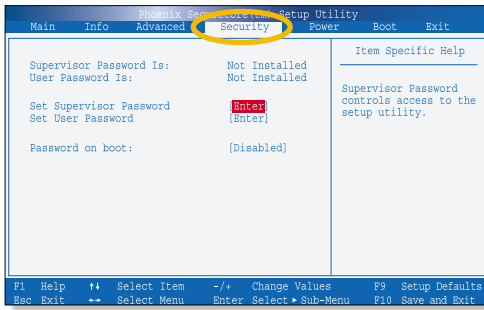 Phoenix SecureCore(tm) Setup Utility
Main Info Advanced Security Power Boot Exit
Item Specific Help
Supervisor Password Is: Not Installed
User Password Is: Not Installed
Supervisor Password
controls access to the
setup utility.
Set Supervisor Password [Enter]
Set User Password [Enter]
Password on boot: [Disabled]
F1 Help ↑↓ Select Item -/+ Change Values F9 Setup Defaults
Esc Exit ←→ Select Menu Enter Select ▸ Sub-Menu F10 Save and Exit